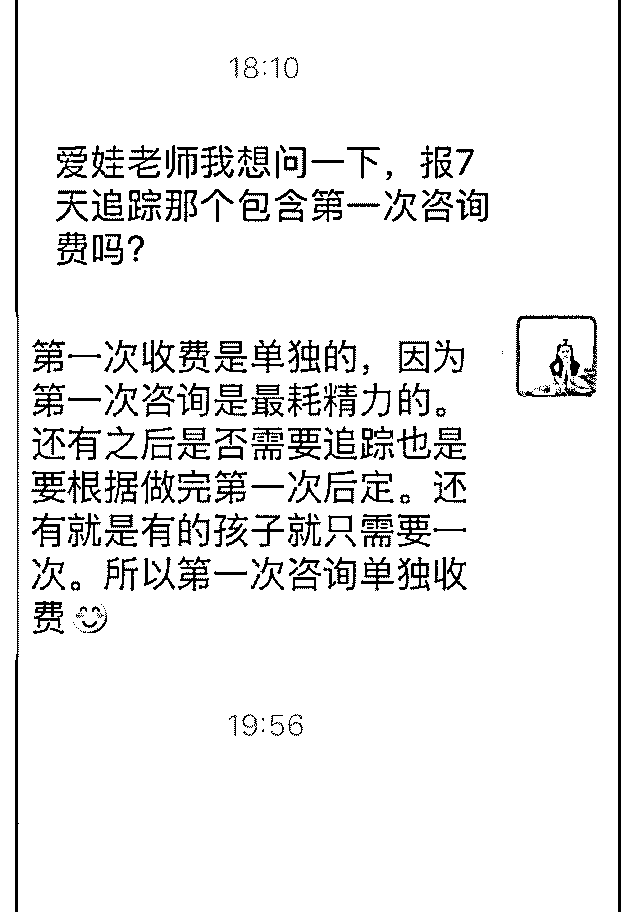 18:10
爱娃老师我想问一下，报7
天追踪那个包含第一次咨询
费吗？
第一次收费是单独的，因为
第一次咨询是最耗精力的。
还有之后是否需要追踪也是
要根据做完第一次后定。还
有就是有的孩子就只需要一
次。所以第一次咨询单独收
费😊
19:56